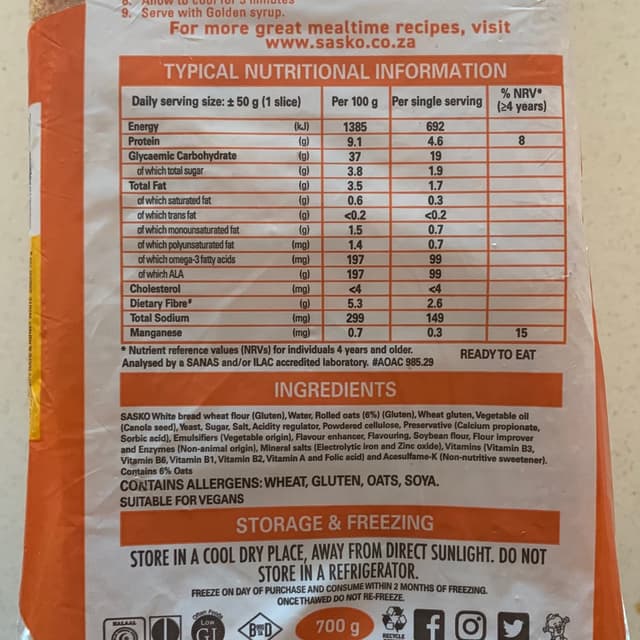 8. Allow to cool for 5 minutes
9. Serve with Golden syrup.
For more great mealtime recipes, visit
www.sasko.co.za
TYPICAL NUTRITIONAL INFORMATION
Daily serving size: ± 50 g (1 slice) Per 100 g Per single serving % NRV* (≥4 years)
Energy (kJ) 1385 692
Protein (g) 9.1 4.6 8
Glycaemic Carbohydrate (g) 37 19
of which total sugar (g) 3.8 1.9
Total Fat (g) 3.5 1.7
of which saturated fat (g) 0.6 0.3
of which trans fat (g) <0.2 <0.2
of which monounsaturated fat (g) 1.5 0.7
of which polyunsaturated fat (mg) 1.4 0.7
of which omega-3 fatty acids (mg) 197 99
of which ALA (g) 197 99
Cholesterol (mg) <4 <4
Dietary Fibre# (g) 5.3 2.6
Total Sodium (mg) 299 149
Manganese (mg) 0.7 0.3 15
* Nutrient reference values (NRVs) for individuals 4 years and older. READY TO EAT
Analysed by a SANAS and/or ILAC accredited laboratory. #AOAC 985.29
INGREDIENTS
SASKO White bread wheat flour (Gluten), Water, Rolled oats (6%) (Gluten), Wheat gluten, Vegetable oil
(Canola seed), Yeast, Sugar, Salt, Acidity regulator, Powdered cellulose, Preservative (Calcium propionate,
Sorbic acid), Emulsifiers (Vegetable origin), Flavour enhancer, Flavouring, Soybean flour, Flour improver
and Enzymes (Non-animal origin), Mineral salts (Electrolytic iron and Zinc oxide), Vitamins (Vitamin B3,
Vitamin B6, Vitamin B1, Vitamin B2, Vitamin A and Folic acid) and Acesulfame-K (Non-nutritive sweetener).
Contains 6% Oats
CONTAINS ALLERGENS: WHEAT, GLUTEN, OATS, SOYA.
SUITABLE FOR VEGANS
STORAGE & FREEZING
STORE IN A COOL DRY PLACE, AWAY FROM DIRECT SUNLIGHT. DO NOT
STORE IN A REFRIGERATOR.
FREEZE ON DAY OF PURCHASE AND CONSUME WITHIN 2 MONTHS OF FREEZING.
ONCE THAWED DO NOT RE-FREEZE.
HALAAL
Low
GI
700 g
RECYCLE